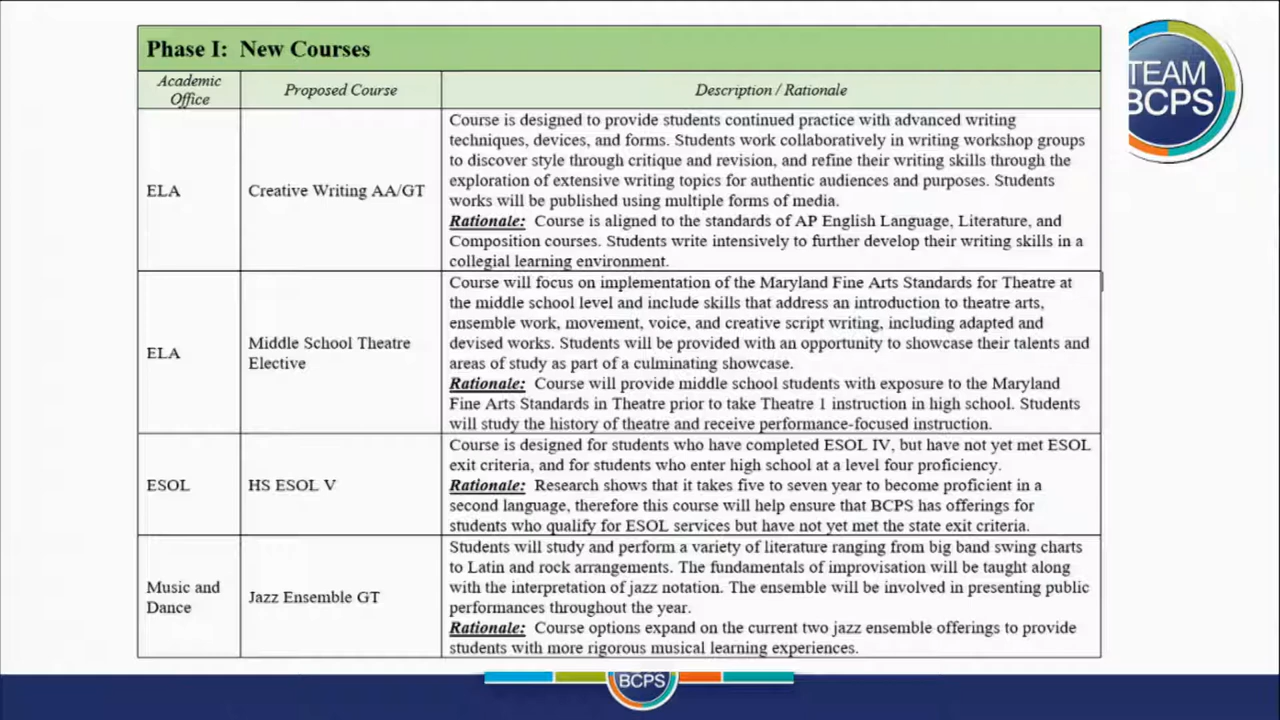 Phase I: New Courses
TEAM
BCPS
Academic
Office
Proposed Course
Description / Rationale
ELA
Creative Writing AA/GT
Course is designed to provide students continued practice with advanced writing
techniques, devices, and forms. Students work collaboratively in writing workshop groups
to discover style through critique and revision, and refine their writing skills through the
exploration of extensive writing topics for authentic audiences and purposes. Students
works will be published using multiple forms of media.
Rationale: Course is aligned to the standards of AP English Language, Literature, and
Composition courses. Students write intensively to further develop their writing skills in a
collegial learning environment.
ELA
Middle School Theatre
Elective
Course will focus on implementation of the Maryland Fine Arts Standards for Theatre at
the middle school level and include skills that address an introduction to theatre arts,
ensemble work, movement, voice, and creative script writing, including adapted and
devised works. Students will be provided with an opportunity to showcase their talents and
areas of study as part of a culminating showcase.
Rationale: Course will provide middle school students with exposure to the Maryland
Fine Arts Standards in Theatre prior to take Theatre 1 instruction in high school. Students
will study the history of theatre and receive performance-focused instruction.
ESOL
HS ESOL V
Course is designed for students who have completed ESOL IV, but have not yet met ESOL
exit criteria, and for students who enter high school at a level four proficiency.
Rationale: Research shows that it takes five to seven year to become proficient in a
second language, therefore this course will help ensure that BCPS has offerings for
students who qualify for ESOL services but have not yet met the state exit criteria.
Music and
Dance
Jazz Ensemble GT
Students will study and perform a variety of literature ranging from big band swing charts
to Latin and rock arrangements. The fundamentals of improvisation will be taught along
with the interpretation of jazz notation. The ensemble will be involved in presenting public
performances throughout the year.
Rationale: Course options expand on the current two jazz ensemble offerings to provide
students with more rigorous musical learning experiences.
BCPS